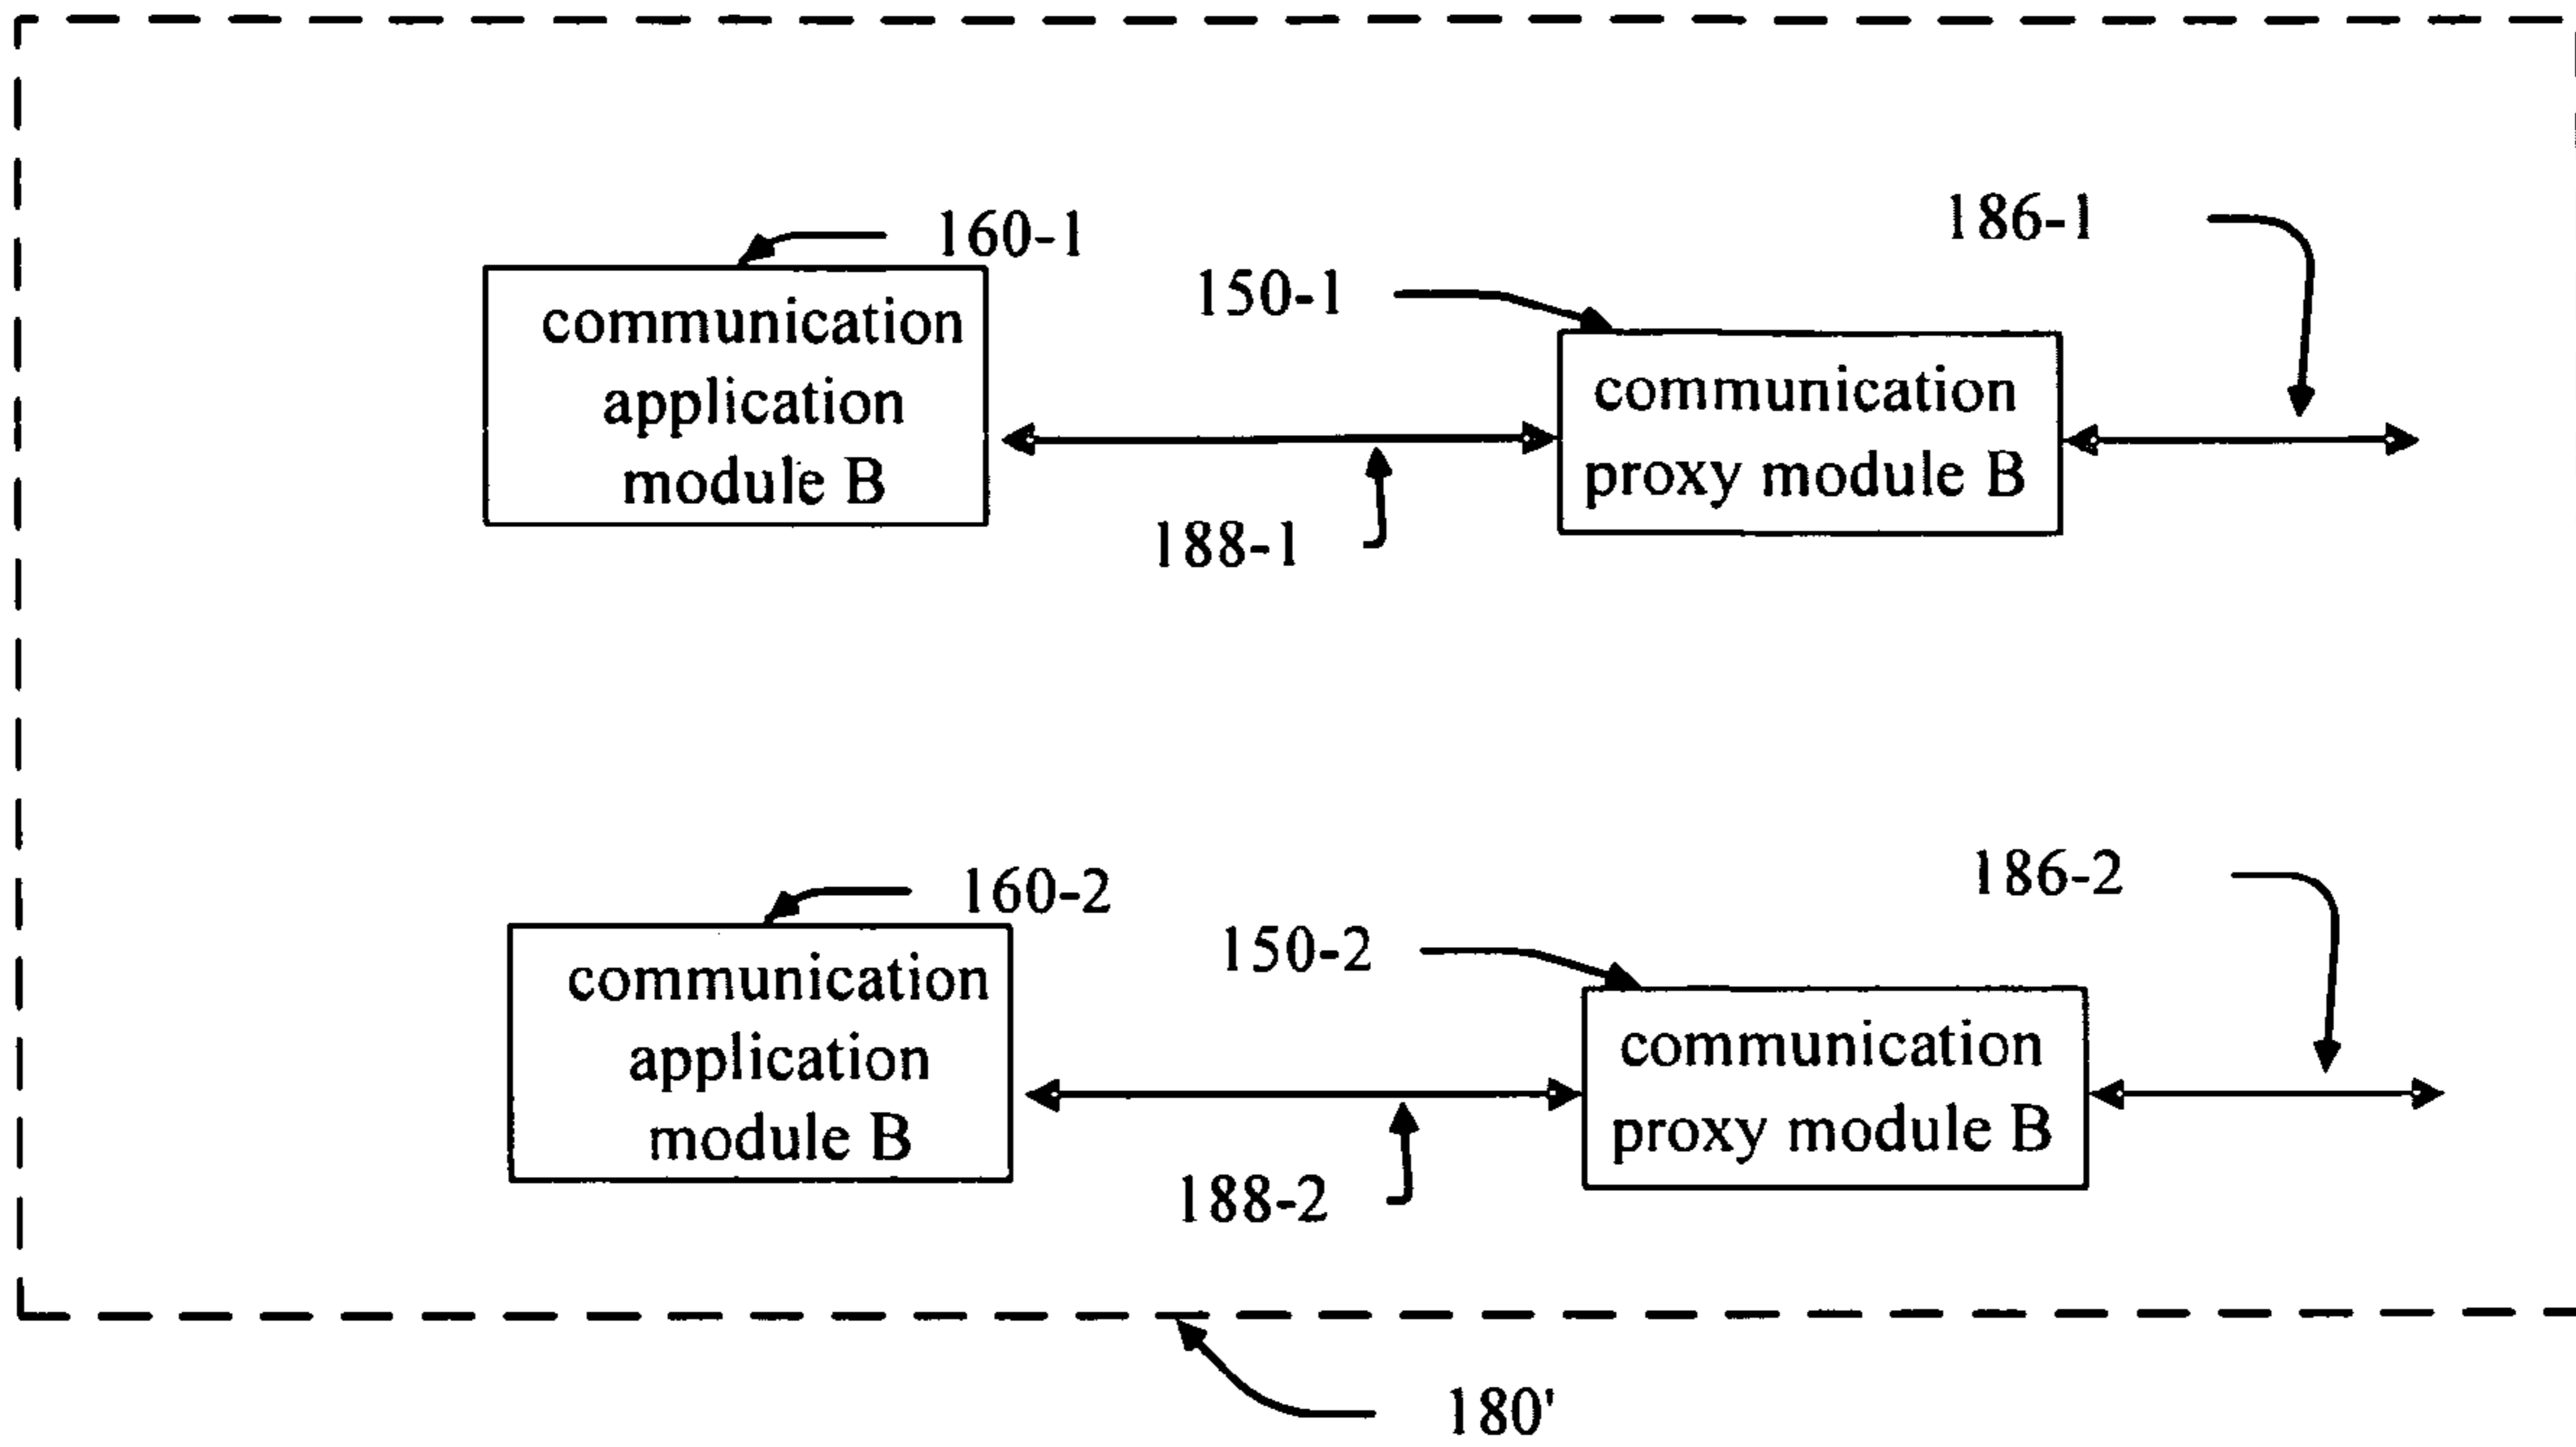 160-1
186-1
150-1
communication
application
module B
communication
proxy module B
188-1
160-2
186-2
150-2
communication
application
module B
communication
proxy module B
188-2
180'